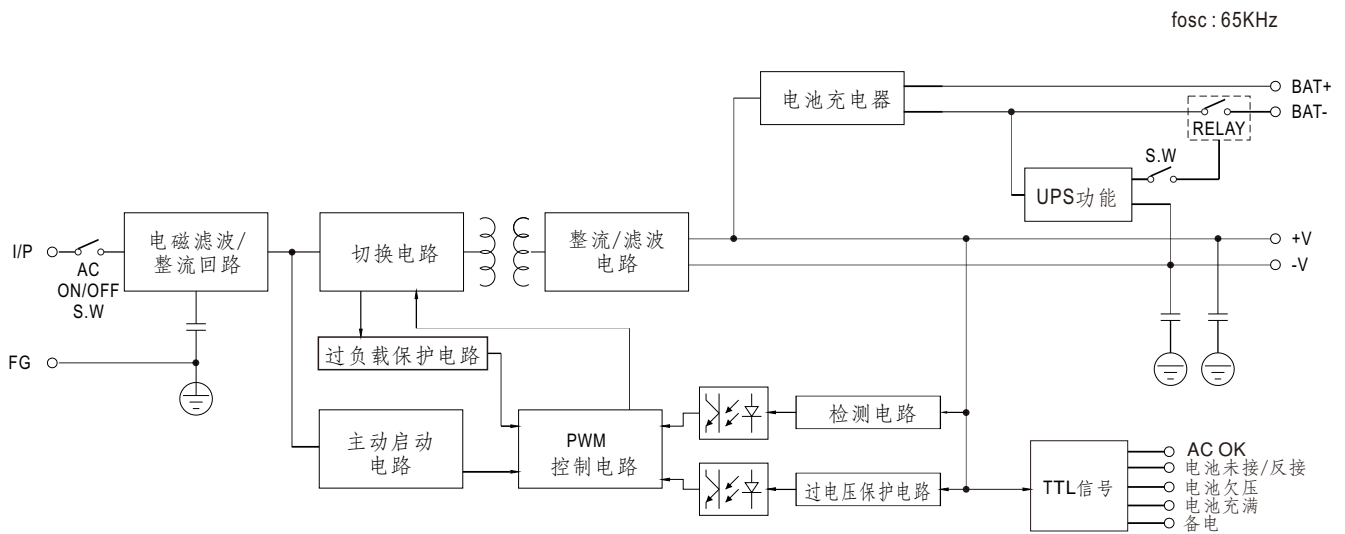 fosc : 65KHz
电池充电器
BAT+
BAT-
RELAY
S.W
UPS功能
I/P
AC
ON/OFF
S.W
电磁滤波/
整流回路
切换电路
整流/滤波
电路
+V
-V
FG
过负载保护电路
主动启动
电路
PWM
控制电路
检测电路
过电压保护电路
TTL信号
AC OK
电池未接/反接
电池欠压
电池充满
备电